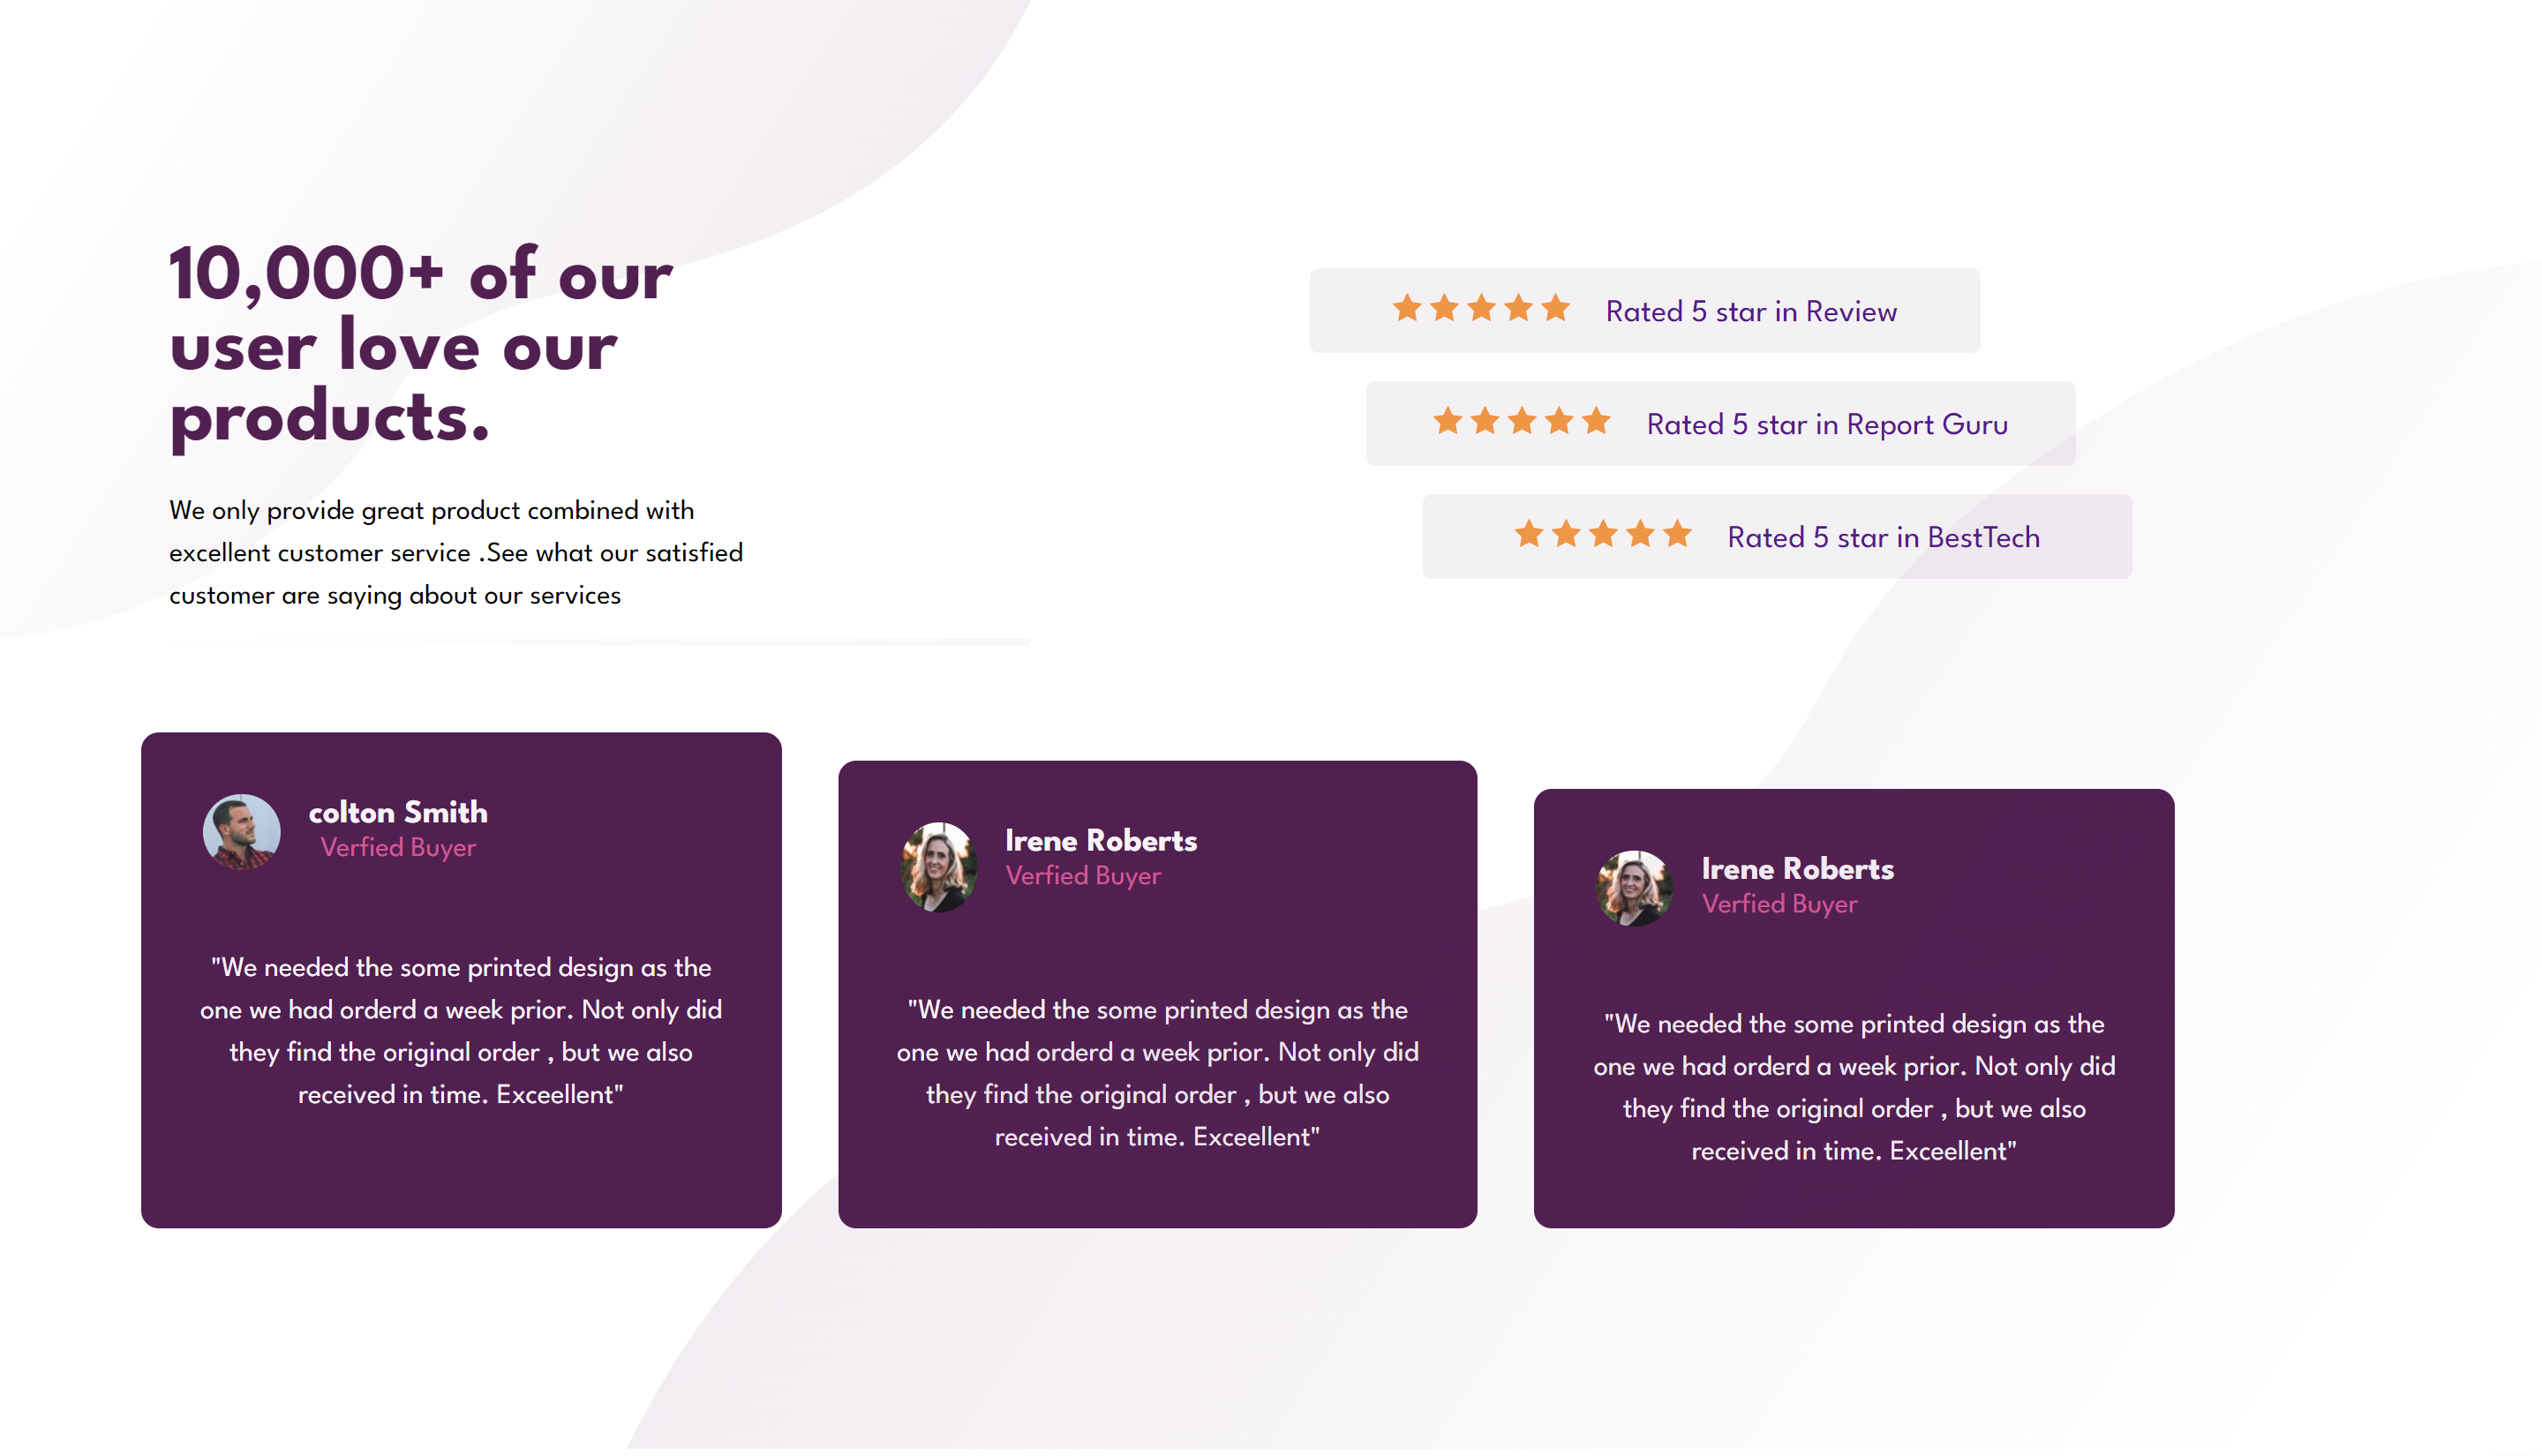 10,000+ of our
user love our
products.
We only provide great product combined with
excellent customer service .See what our satisfied
customer are saying about our services
Rated 5 star in Review
Rated 5 star in Report Guru
Rated 5 star in BestTech
colton Smith
Verfied Buyer
"We needed the some printed design as the
one we had orderd a week prior. Not only did
they find the original order , but we also
received in time. Exceellent"
Irene Roberts
Verfied Buyer
"We needed the some printed design as the
one we had orderd a week prior. Not only did
they find the original order , but we also
received in time. Exceellent"
Irene Roberts
Verfied Buyer
"We needed the some printed design as the
one we had orderd a week prior. Not only did
they find the original order , but we also
received in time. Exceellent"